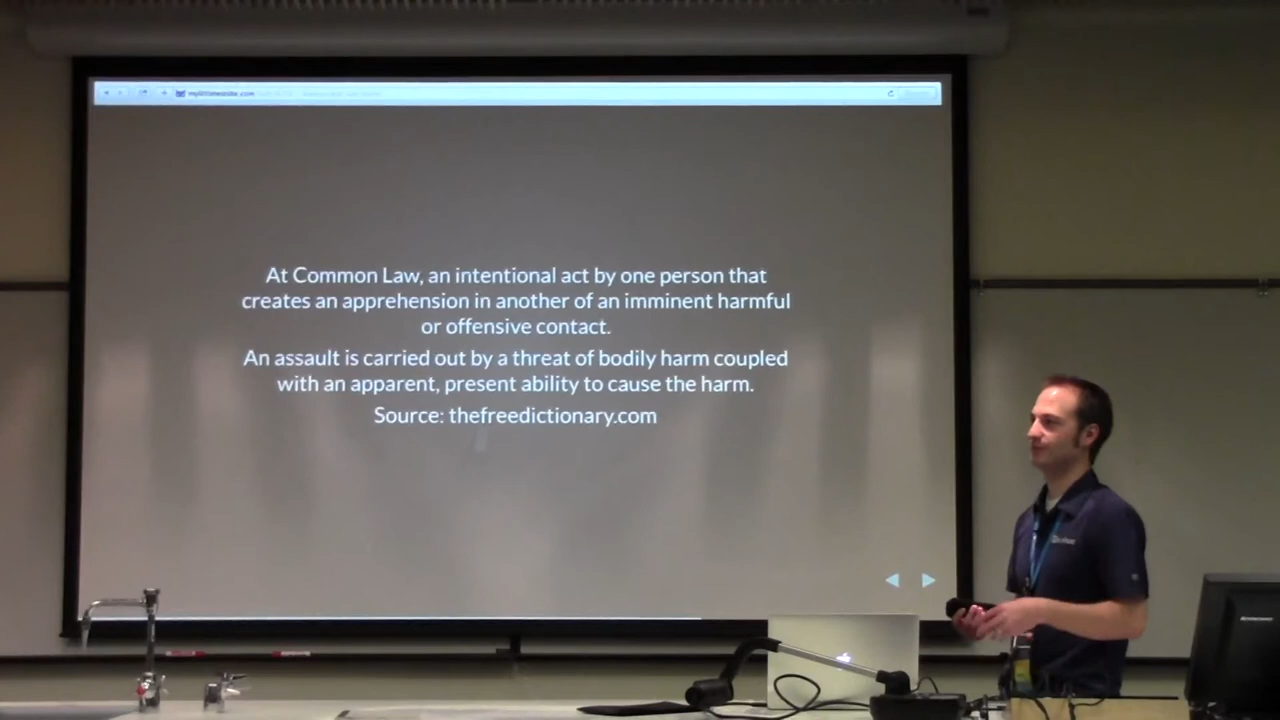 At Common Law, an intentional act by one person that
creates an apprehension in another of an imminent harmful
or offensive contact.
An assault is carried out by a threat of bodily harm coupled
with an apparent, present ability to cause the harm.
Source: thefreedictionary.com